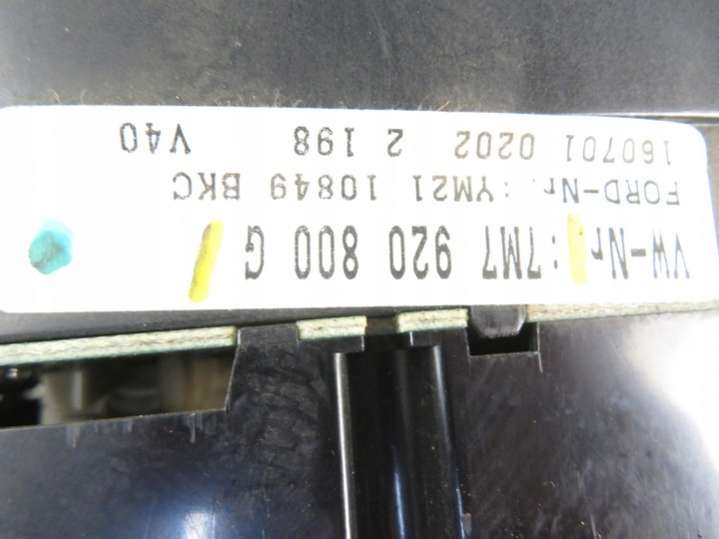 VW-Nr.:7M7 920 800 G
FORD-Nr.:YM21 10849 BKC
160701 0202 2 198 V40